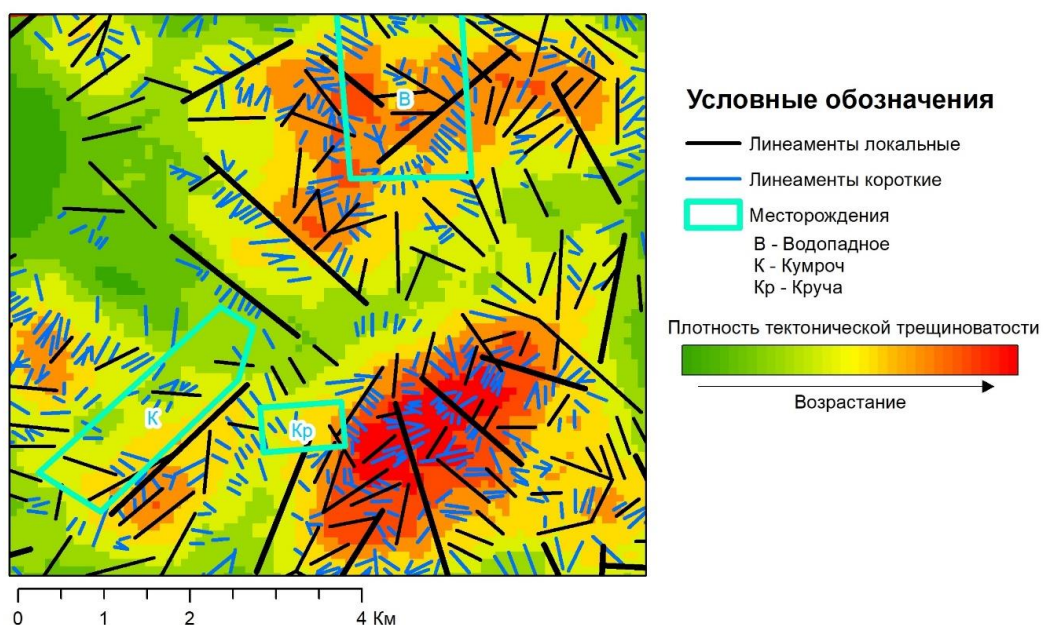 В
К
Кр
Условные обозначения
Линеаменты локальные
Линеаменты короткие
Месторождения
В - Водопадное
К - Кумроч
Кр - Круча
Плотность тектонической трещиноватости
Возрастание
0 1 2 4 Км